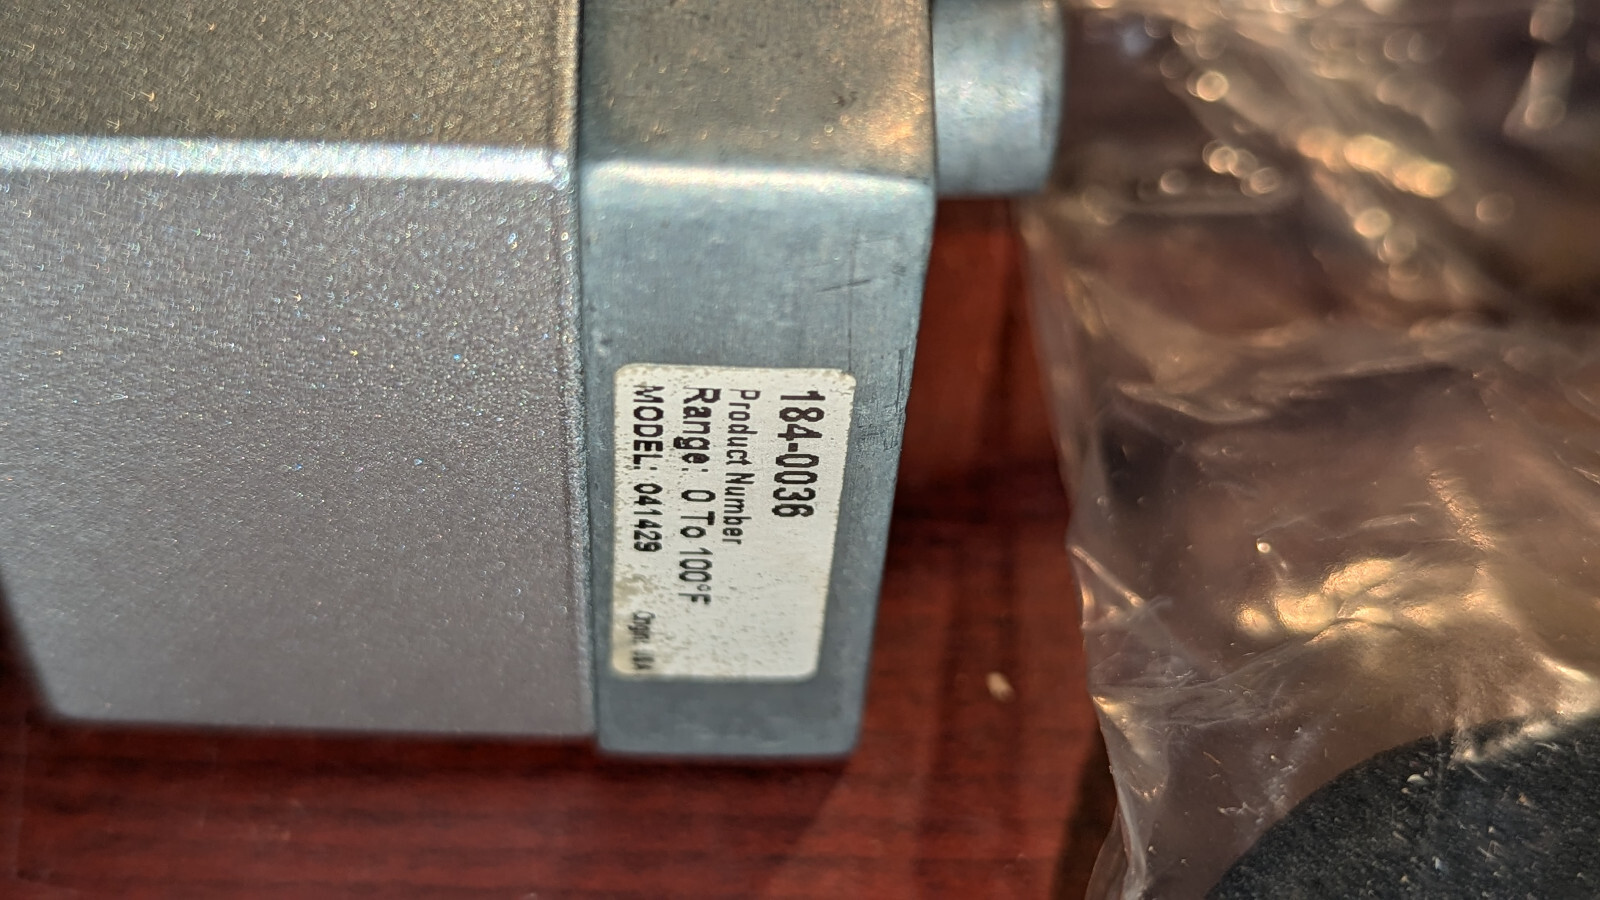 184-0036
Product Number
Range: 0 To 100°F
MODEL: 041429